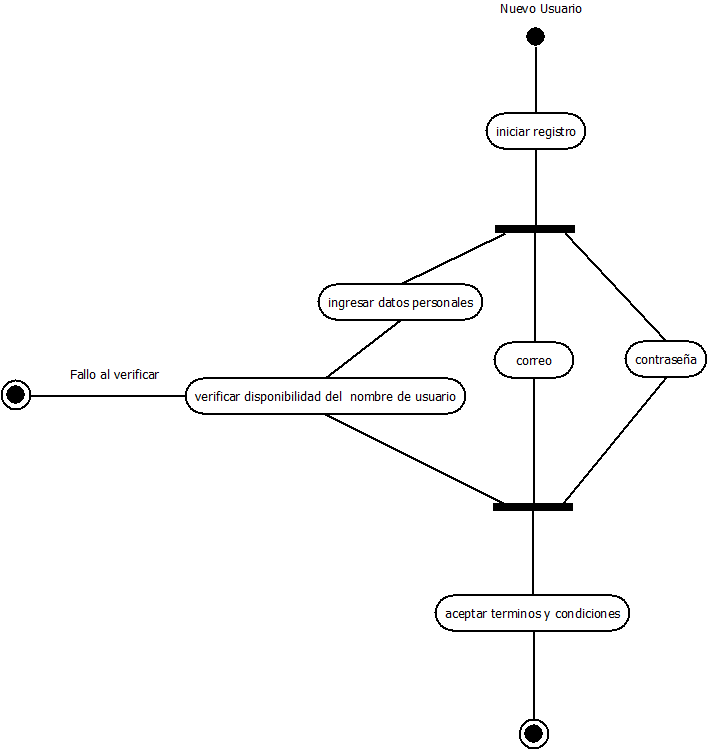 Nuevo Usuario
iniciar registro
ingresar datos personales
correo
contraseña
Fallo al verificar
verificar disponibilidad del  nombre de usuario
aceptar terminos y condiciones